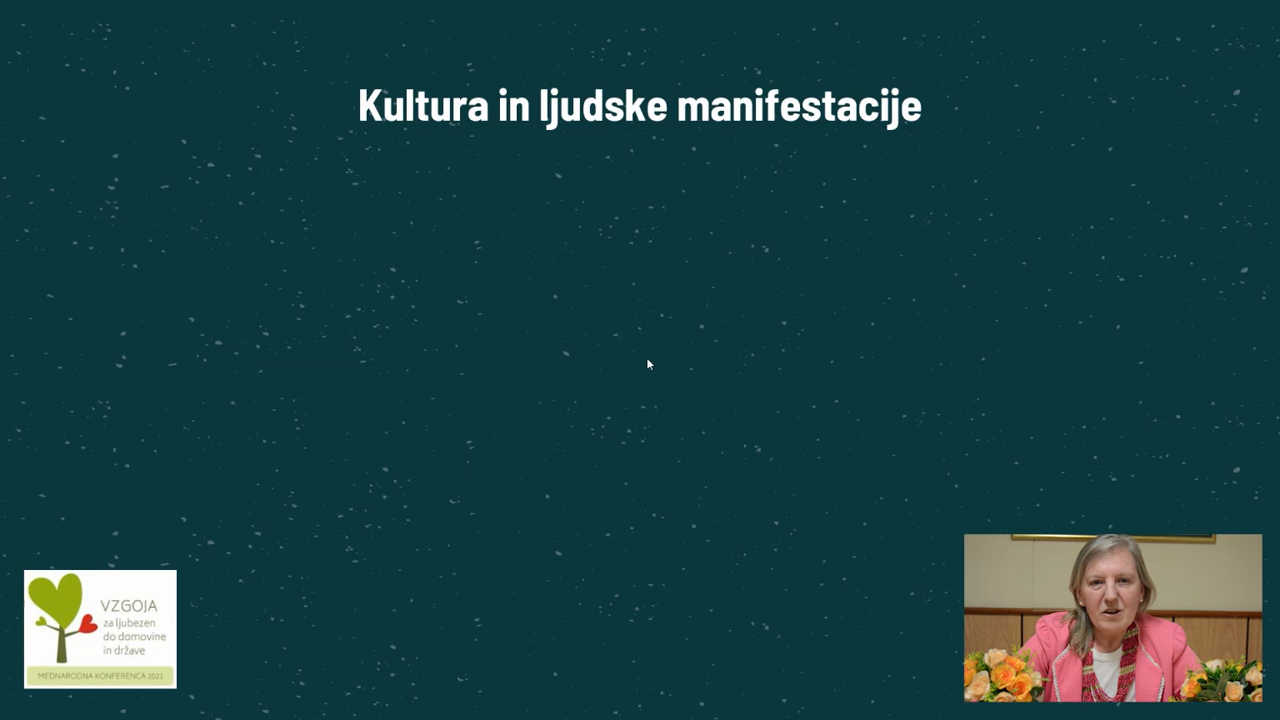 Kultura in ljudske manifestacije
VZGOJA
za ljubezen
do domovine
in države
MEDNARODNA KONFERENCA 2021